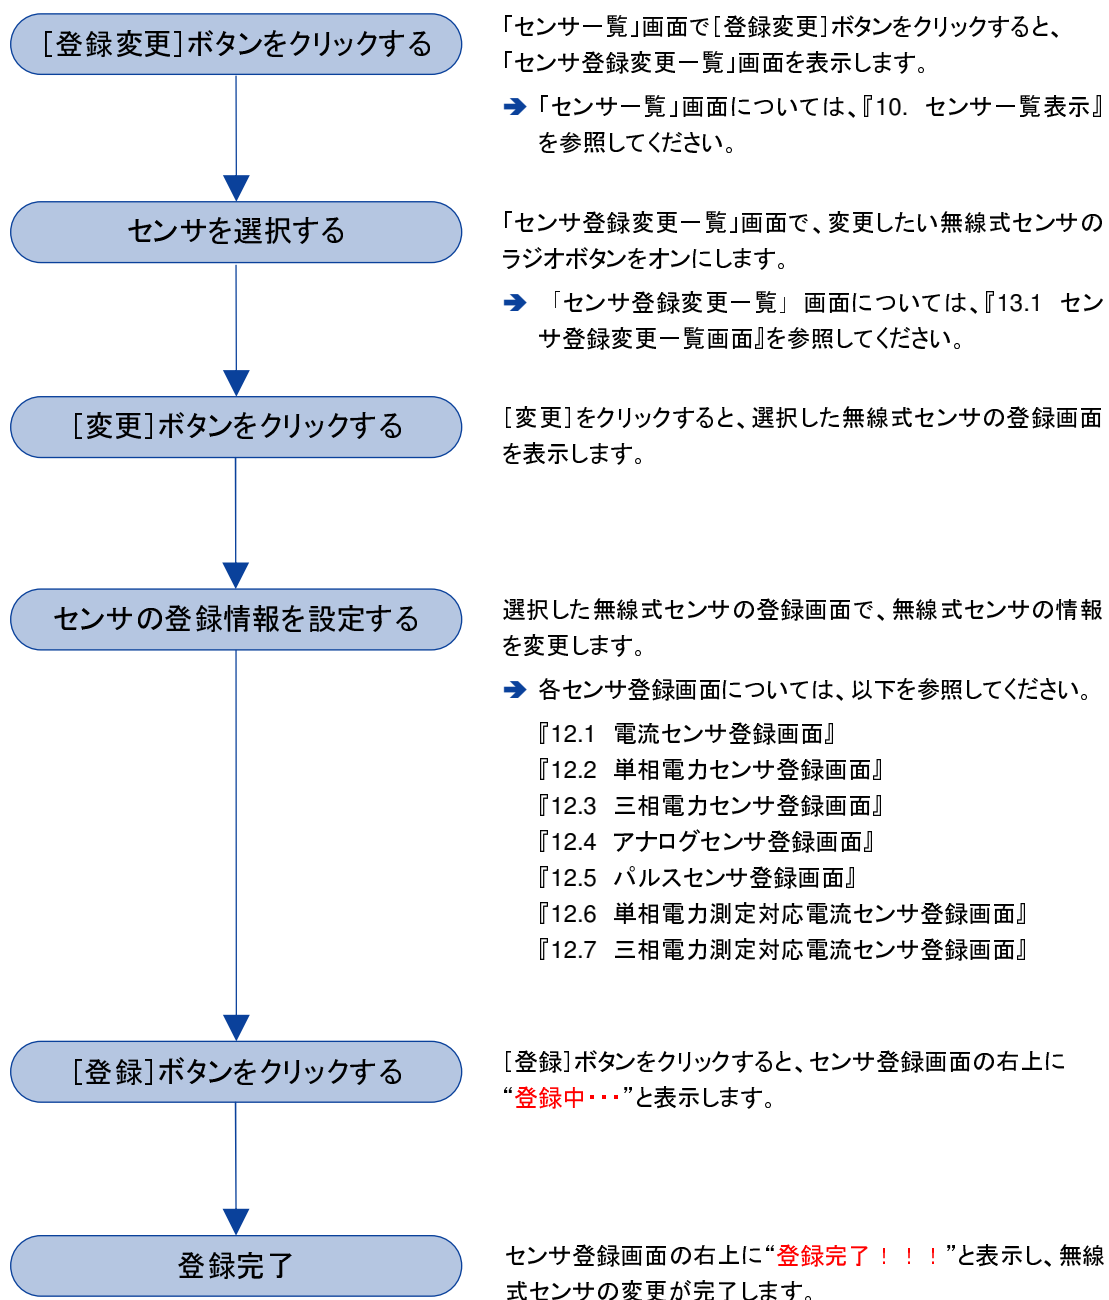 [登録変更]ボタンをクリックする
「センサ一覧」画面で[登録変更]ボタンをクリックすると、
「センサ登録変更一覧」画面を表示します。
➔ 「センサ一覧」画面については、『10. センサ一覧表示』
を参照してください。
センサを選択する
「センサ登録変更一覧」画面で、変更したい無線式センサの
ラジオボタンをオンにします。
➔ 「センサ登録変更一覧」 画面については、『13.1 セン
サ登録変更一覧画面』を参照してください。
[変更]ボタンをクリックする
[変更]をクリックすると、選択した無線式センサの登録画面
を表示します。
センサの登録情報を設定する
選択した無線式センサの登録画面で、無線式センサの情報
を変更します。
➔ 各センサ登録画面については、以下を参照してください。
『12.1 電流センサ登録画面』
『12.2 単相電力センサ登録画面』
『12.3 三相電力センサ登録画面』
『12.4 アナログセンサ登録画面』
『12.5 パルスセンサ登録画面』
『12.6 単相電力測定対応電流センサ登録画面』
『12.7 三相電力測定対応電流センサ登録画面』
[登録]ボタンをクリックする
[登録]ボタンをクリックすると、センサ登録画面の右上に
“登録中・・・”と表示します。
登録完了
センサ登録画面の右上に“登録完了！！！”と表示し、無線
式センサの変更が完了します。